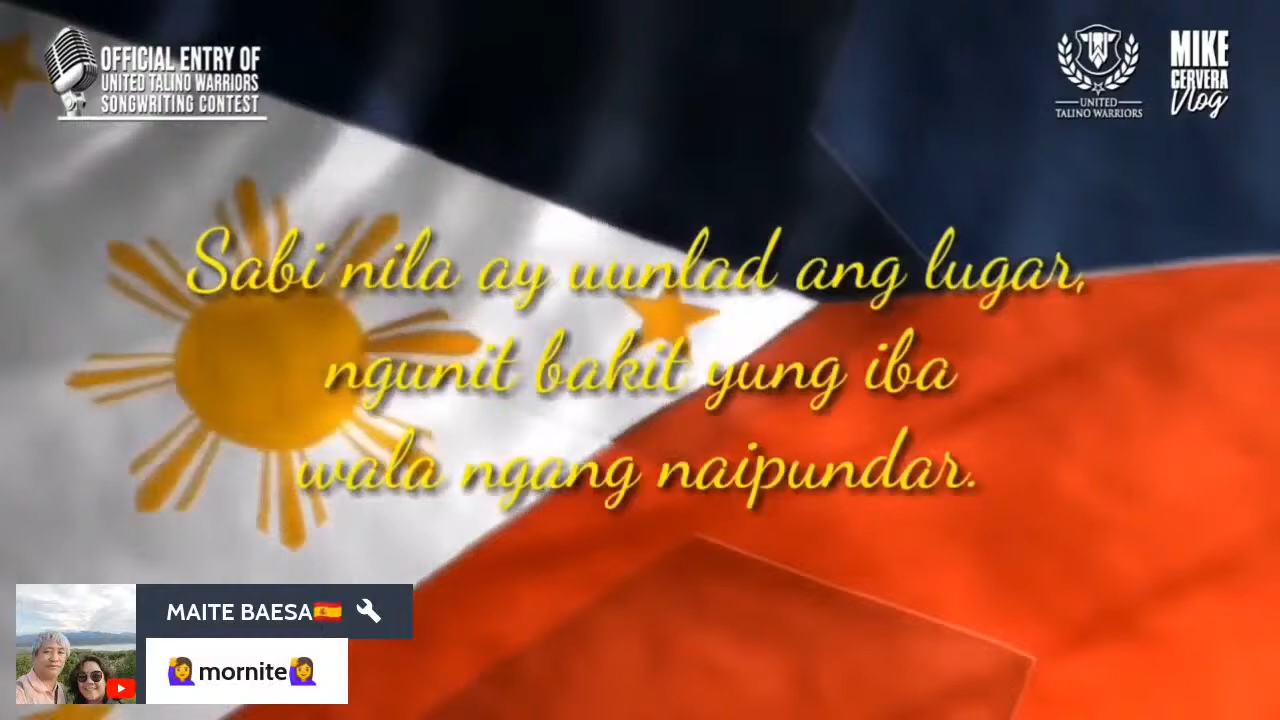 OFFICIAL ENTRY OF
UNITED TALINO WARRIORS
SONGWRITING CONTEST
UNITED
TALINO WARRIORS
MIKE
CERVERA
Vlog
Sabi nila ay uunlad ang lugar,
ngunit bakit yung iba
wala ngang naipundar.
MAITE BAESA🇪🇸 🔧
🙋‍♀️mornite🙋‍♀️